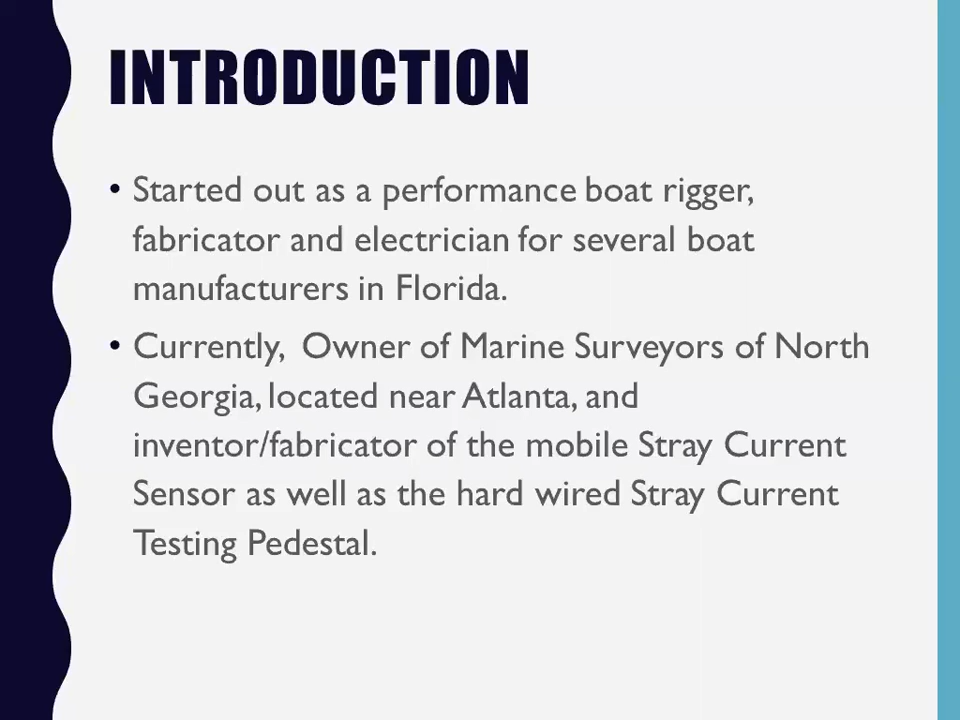 INTRODUCTION
• Started out as a performance boat rigger,
fabricator and electrician for several boat
manufacturers in Florida.
• Currently,  Owner of Marine Surveyors of North
Georgia, located near Atlanta, and
inventor/fabricator of the mobile Stray Current
Sensor as well as the hard wired Stray Current
Testing Pedestal.